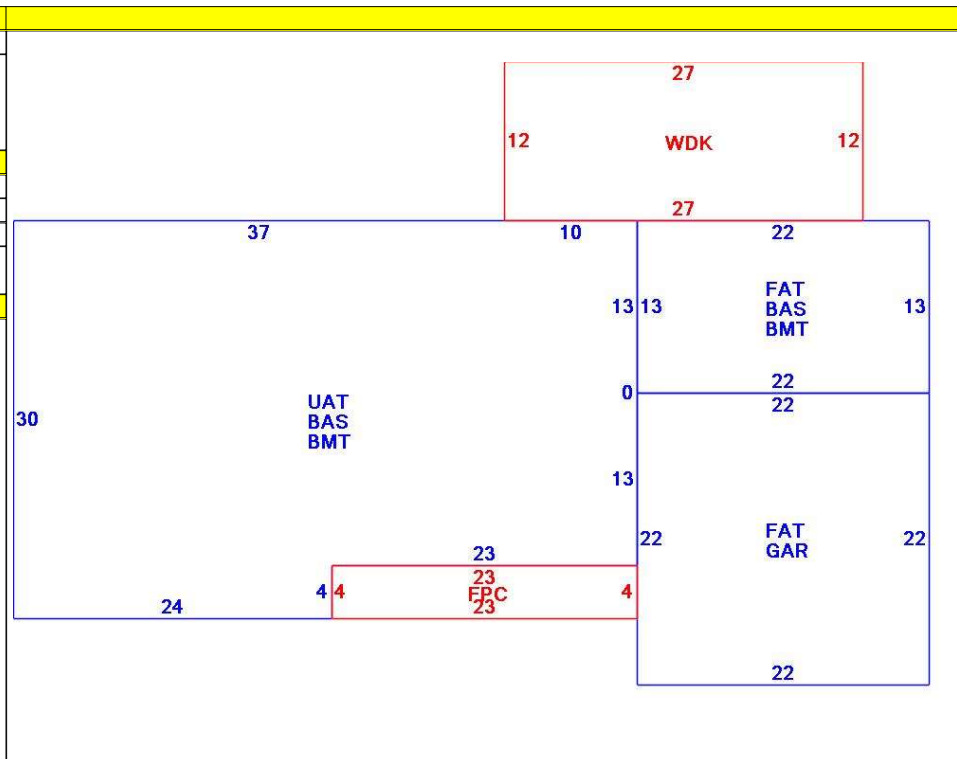 27
12 WDK 12
27
37 10 22
13 13 FAT 13
BAS
BMT
22
0
22
UAT
BAS
BMT
30
13
FAT
GAR
22 22
23
23
4 4 FPC 4
23
24
22